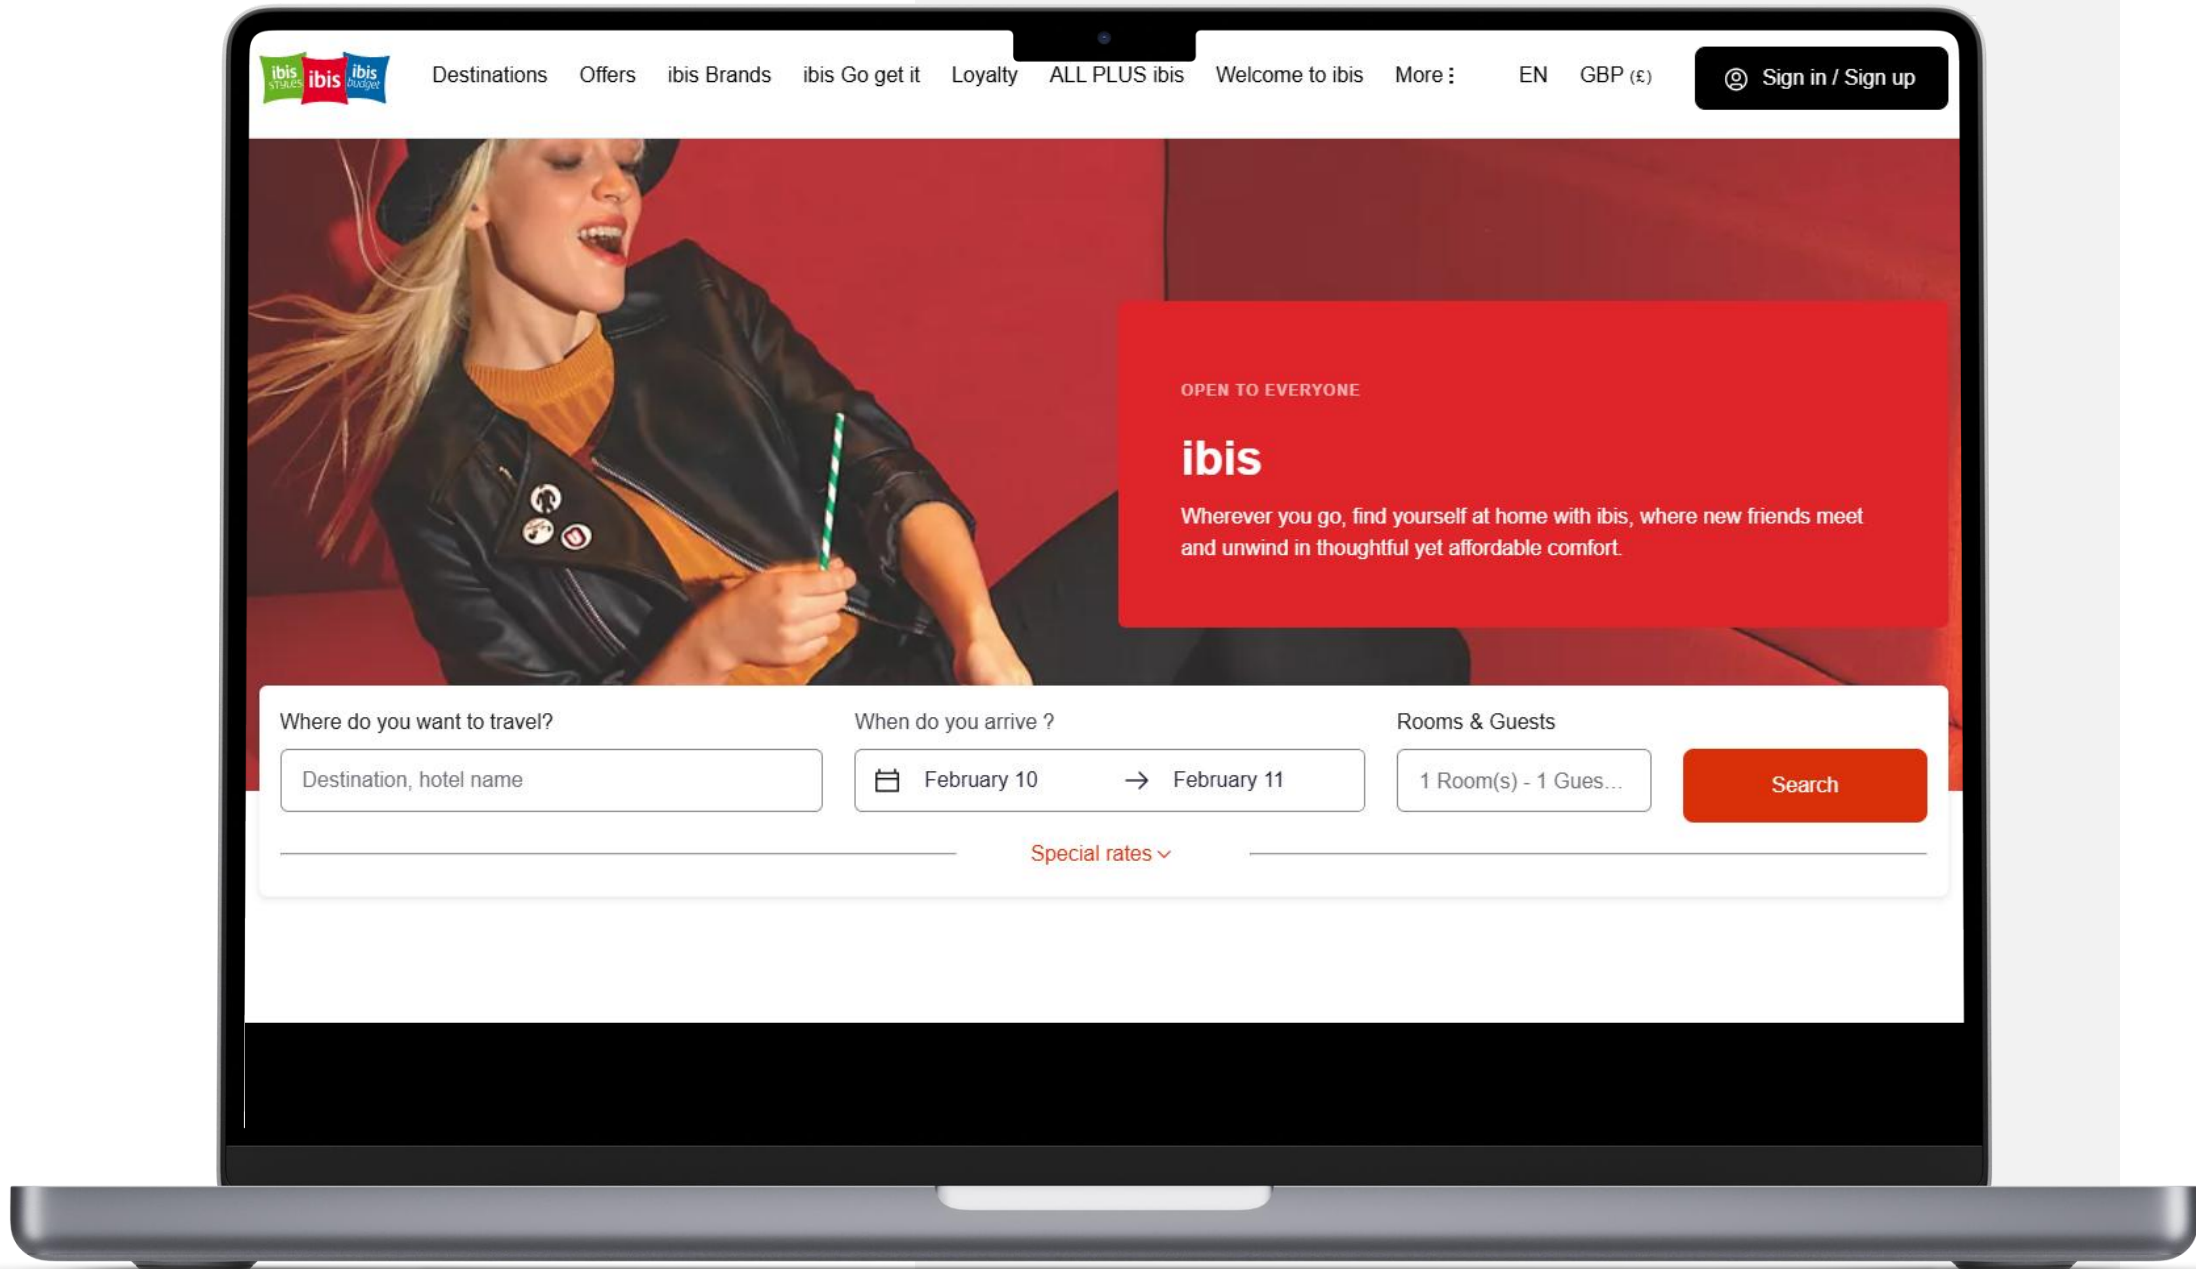 ibis
STYLES
ibis
ibis
budget
Destinations
Offers
ibis Brands
ibis Go get it
Loyalty
ALL PLUS ibis
Welcome to ibis
More
EN
GBP (£)
Sign in / Sign up
OPEN TO EVERYONE
ibis
Wherever you go, find yourself at home with ibis, where new friends meet
and unwind in thoughtful yet affordable comfort.
Where do you want to travel?
When do you arrive ?
Rooms & Guests
Destination, hotel name
February 10 → February 11
1 Room(s) - 1 Gues...
Search
Special rates